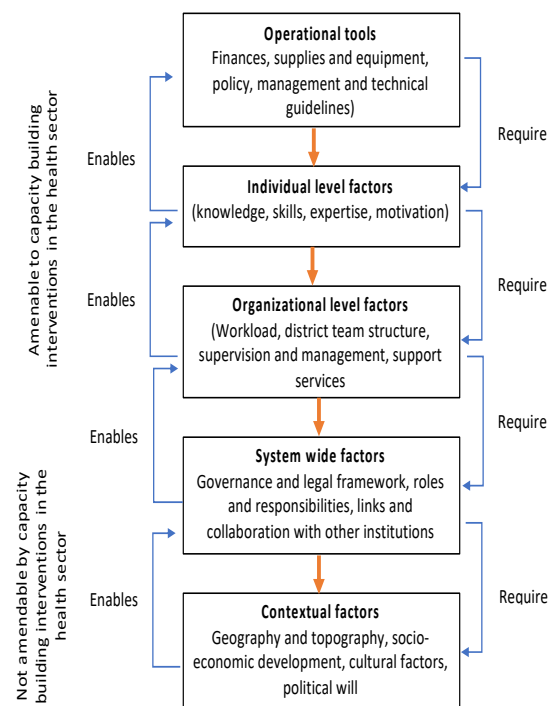 Operational tools
Finances, supplies and equipment,
policy, management and technical
guidelines)
Enables
Require
Individual level factors
(knowledge, skills, expertise, motivation)
Amenable to capacity building
interventions in the health sector
Enables
Require
Organizational level factors
(Workload, district team structure,
supervision and management, support
services
Enables
Require
System wide factors
Governance and legal framework, roles
and responsibilities, links and
collaboration with other institutions
Not amendable by capacity
building interventions in the
health sector
Enables
Require
Contextual factors
Geography and topography, socio-
economic development, cultural factors,
political will